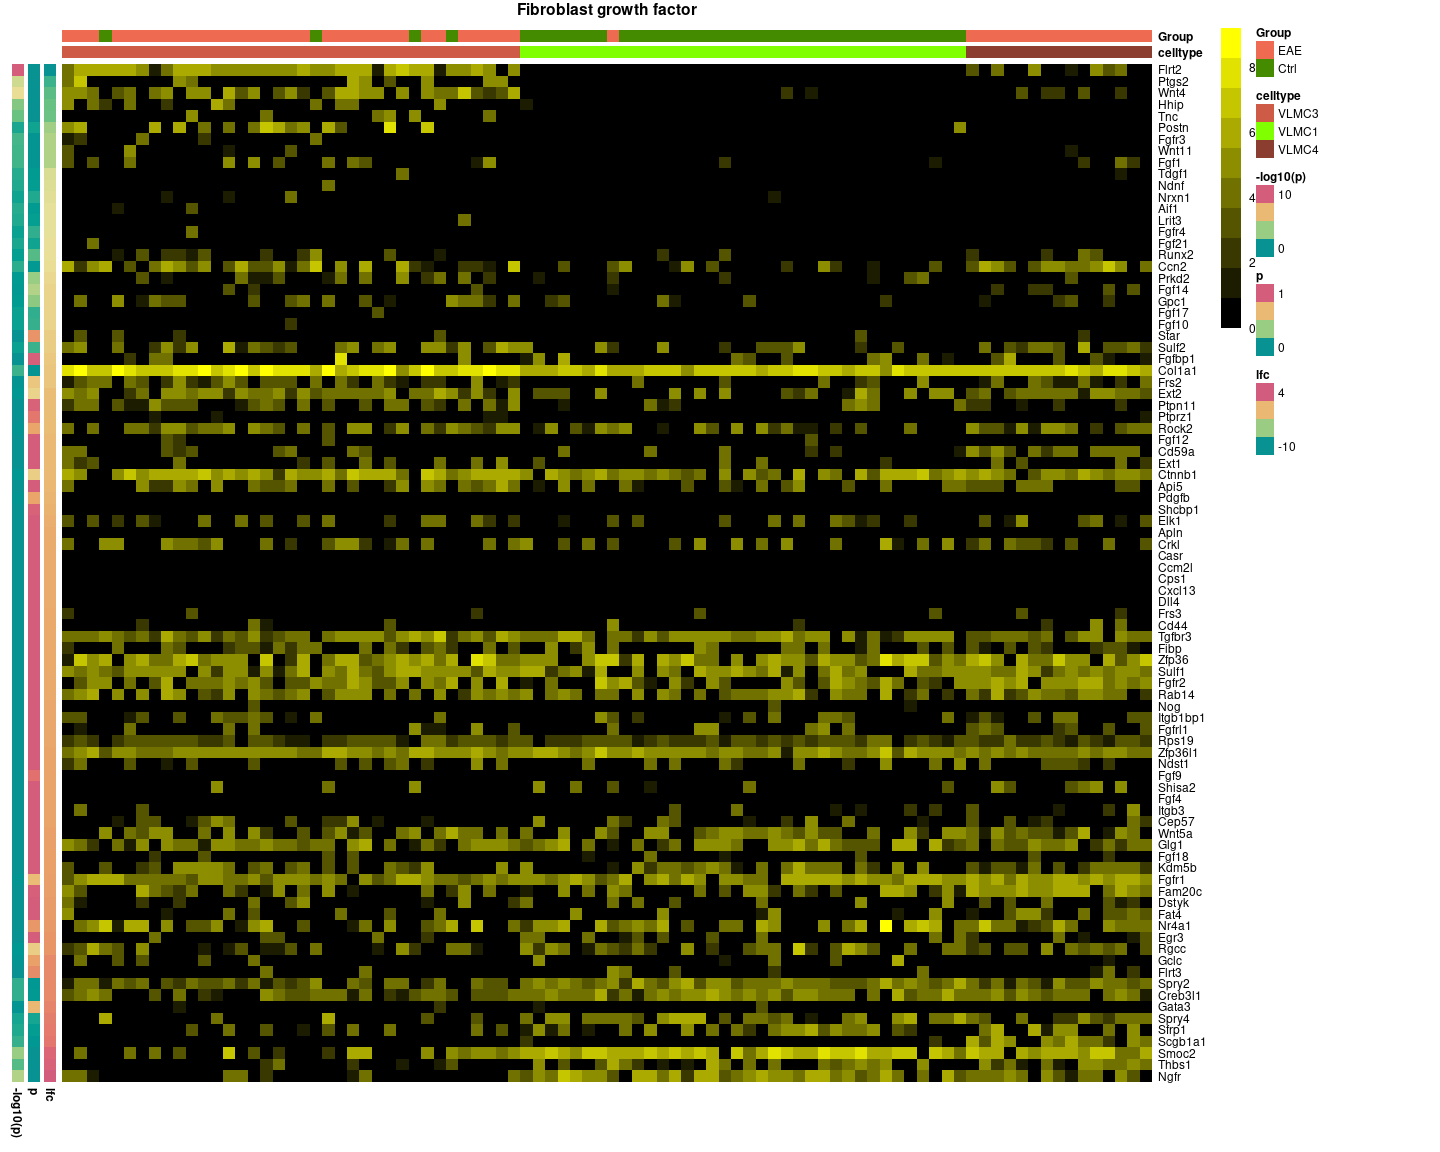 Fibroblast growth factor
Group
celltype
Flrt2
Ptgs2
Wnt4
Hhip
Tnc
Postn
Fgfr3
Wnt11
Fgf1
Tdgf1
Ndnf
Nrxn1
Aif1
Lrit3
Fgfr4
Fgf21
Runx2
Ccn2
Prkd2
Fgf14
Gpc1
Fgf17
Fgf10
Star
Sulf2
Fgfbp1
Col1a1
Frs2
Ext2
Ptpn11
Ptprz1
Rock2
Fgf12
Cd59a
Ext1
Ctnnb1
Api5
Pdgfb
Shcbp1
Elk1
Apln
Crkl
Casr
Ccm2l
Cps1
Cxcl13
Dll4
Frs3
Cd44
Tgfbr3
Fibp
Zfp36
Sulf1
Fgfr2
Rab14
Nog
Itgb1bp1
Fgfrl1
Rps19
Zfp36l1
Ndst1
Fgf9
Shisa2
Fgf4
Itgb3
Cep57
Wnt5a
Glg1
Fgf18
Kdm5b
Fgfr1
Fam20c
Dstyk
Fat4
Nr4a1
Egr3
Rgcc
Gclc
Flrt3
Spry2
Creb3l1
Gata3
Spry4
Sfrp1
Scgb1a1
Smoc2
Thbs1
Ngfr
-log10(p)
p
lfc
8
6
4
2
0
Group
EAE
Ctrl
celltype
VLMC3
VLMC1
VLMC4
-log10(p)
10
0
p
1
0
lfc
4
-10